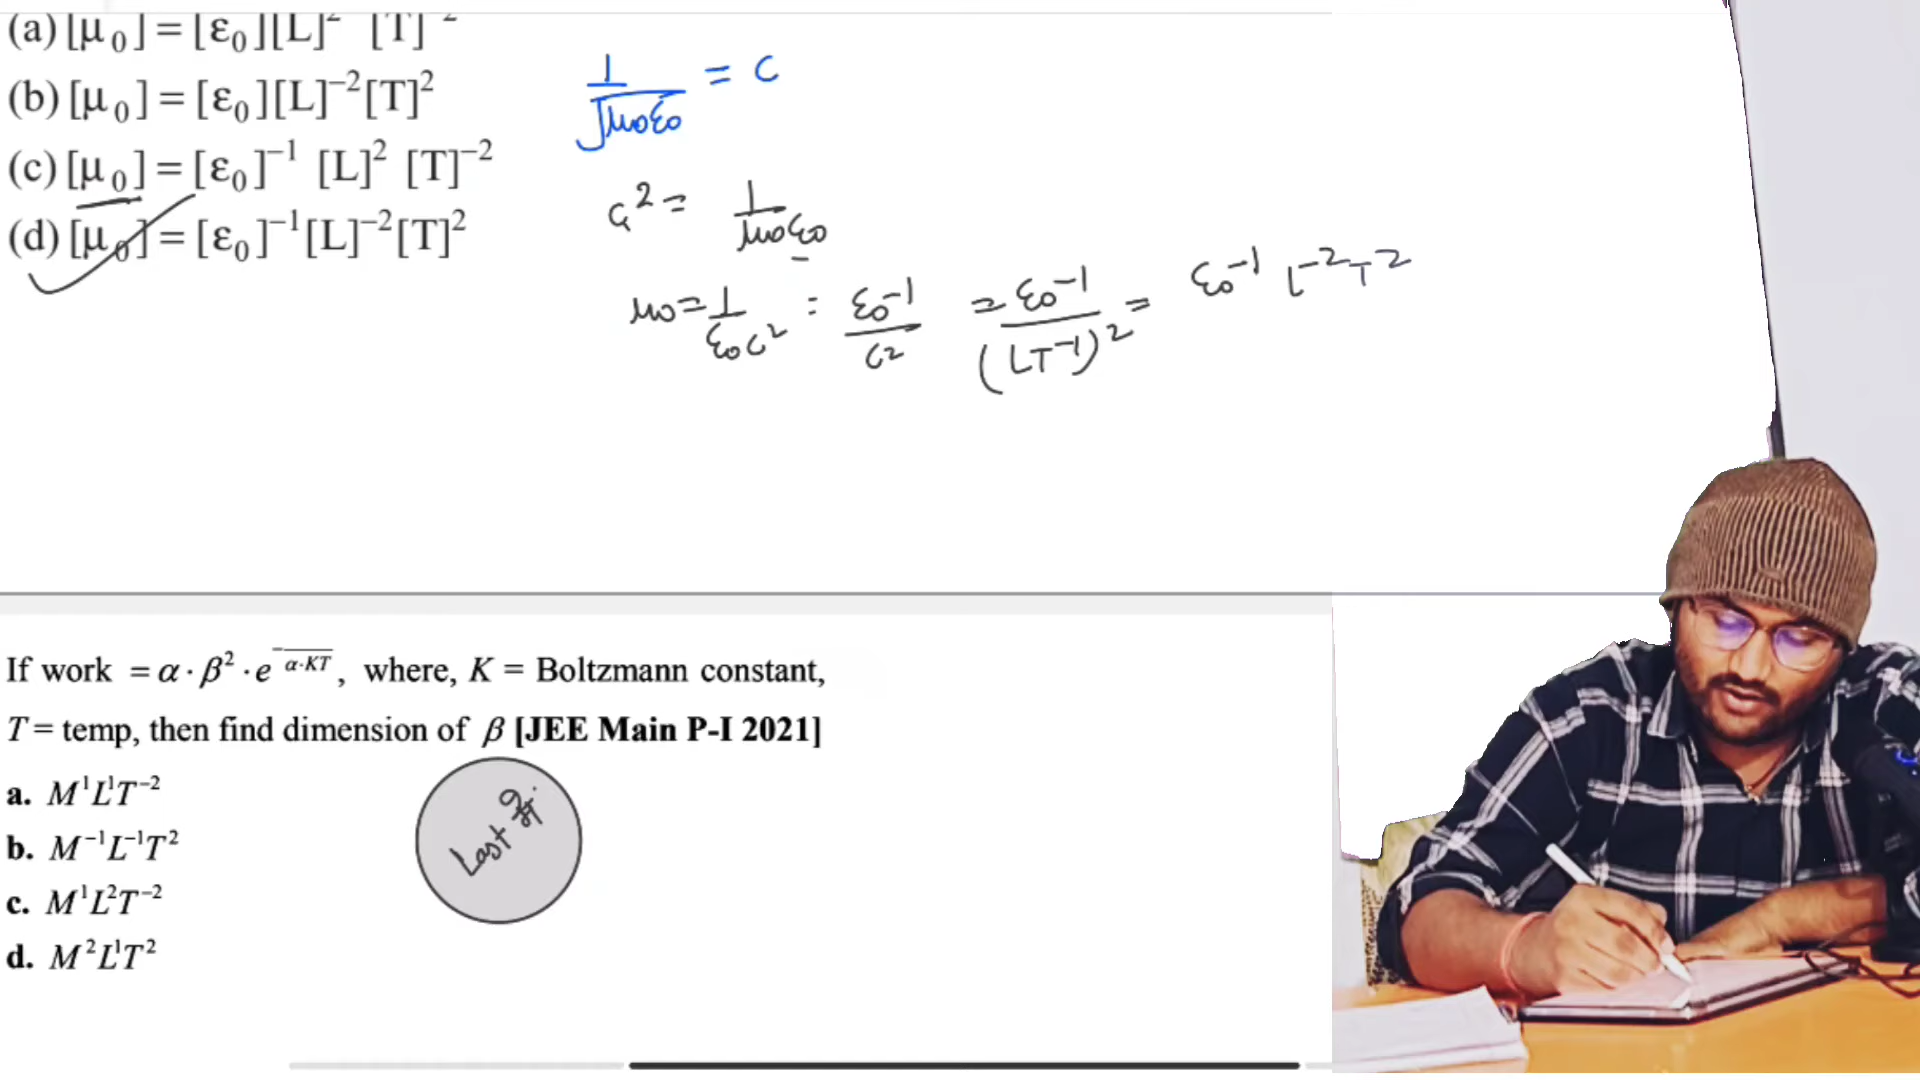 (a) [μ₀] = [ε₀][L]² [T]⁻²
(b) [μ₀] = [ε₀][L]⁻²[T]²
(c) [μ₀] = [ε₀]⁻¹ [L]² [T]⁻²
(d) [μ₀] = [ε₀]⁻¹[L]⁻²[T]²
1/√μ₀ε₀ = C
C² = 1/μ₀ε₀
μ₀ = 1/ε₀C² = ε₀⁻¹/C² = ε₀⁻¹/(LT⁻¹)² = ε₀⁻¹ L⁻²T²
If work = α · β² · e^(−/α·KT), where, K = Boltzmann constant,
T = temp, then find dimension of β [JEE Main P-I 2021]
a. M¹L¹T⁻²
b. M⁻¹L⁻¹T²
c. M¹L²T⁻²
d. M²L¹T²
Last में